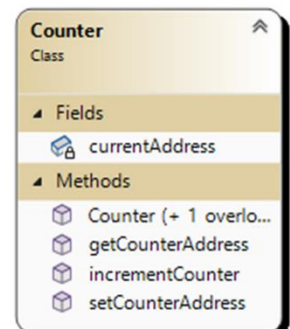 Counter
Class
Fields
currentAddress
Methods
Counter (+ 1 overlo...
getCounterAddress
incrementCounter
setCounterAddress